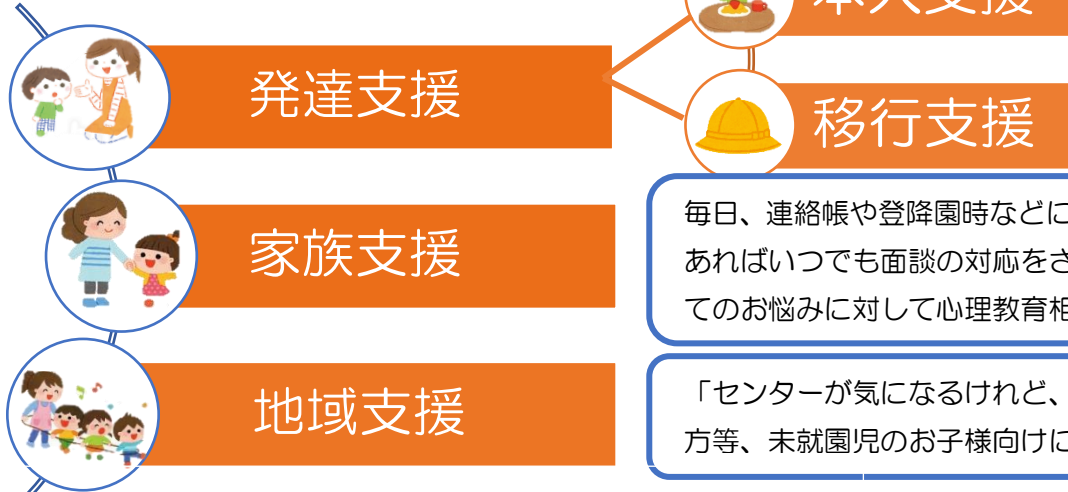 発達支援
本人支援
移行支援
家族支援
毎日、連絡帳や登降園時などに
あればいつでも面談の対応をさ
てのお悩みに対して心理教育相
地域支援
「センターが気になるけれど、
方等、未就園児のお子様向けに